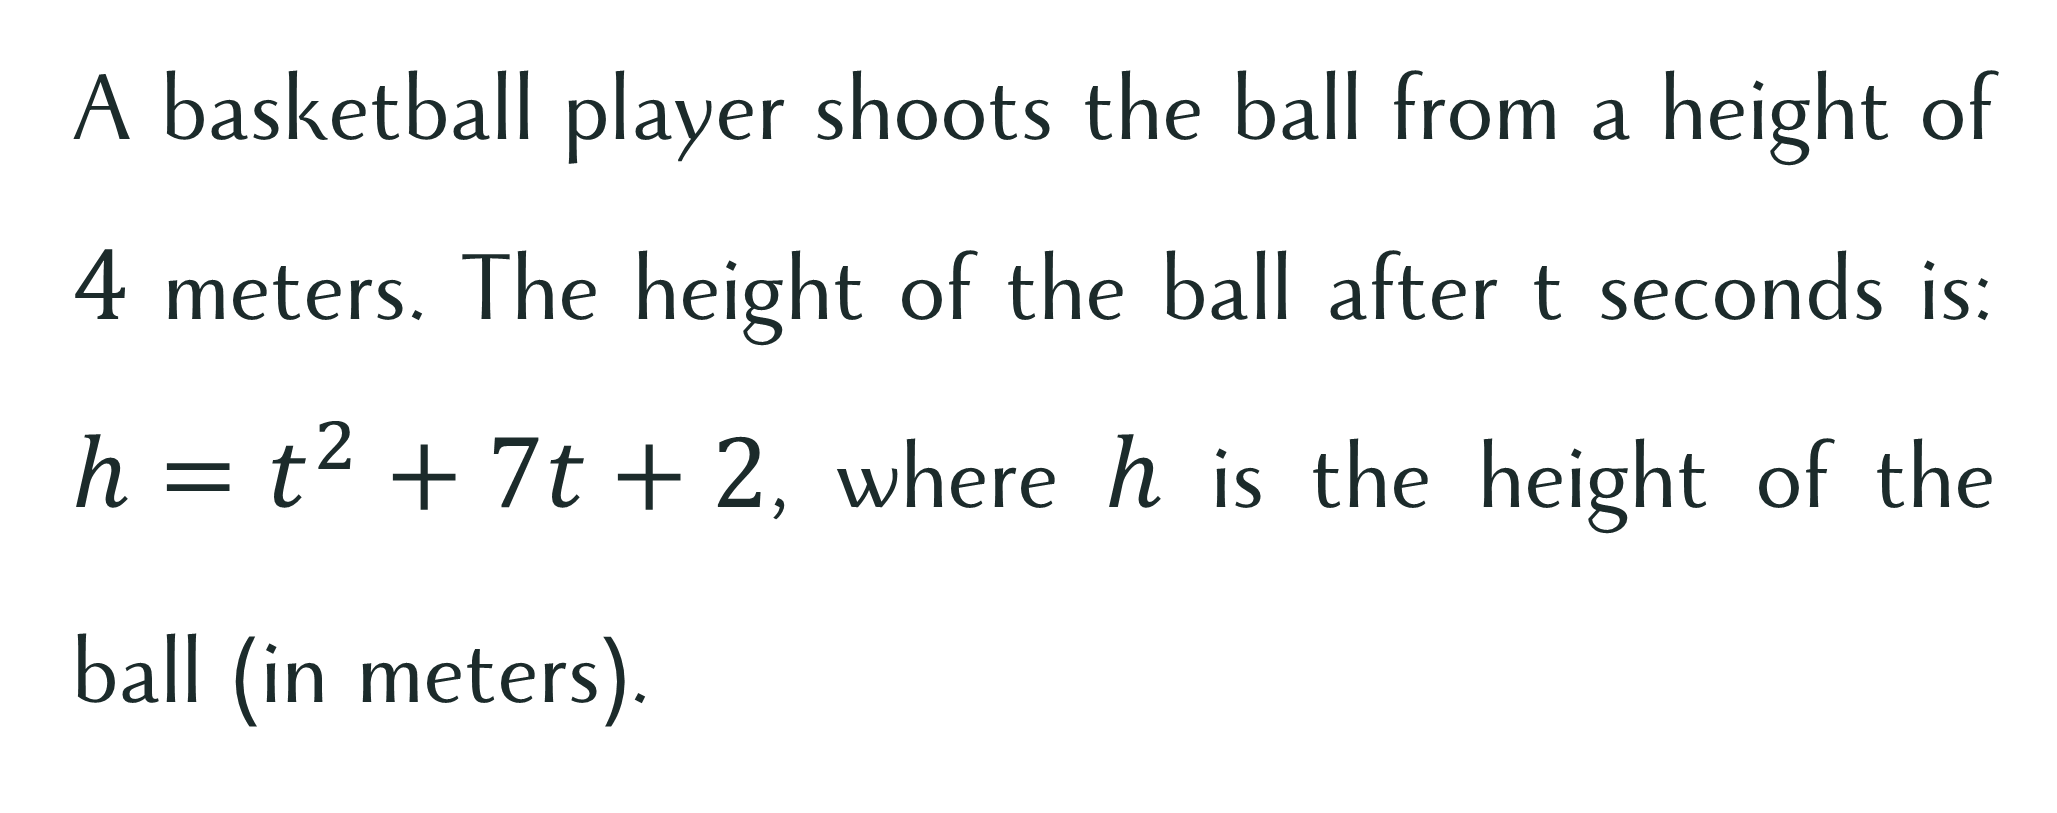 A basketball player shoots the ball from a height of
4 meters. The height of the ball after t seconds is:
h = t² + 7t + 2, where h is the height of the
ball (in meters).